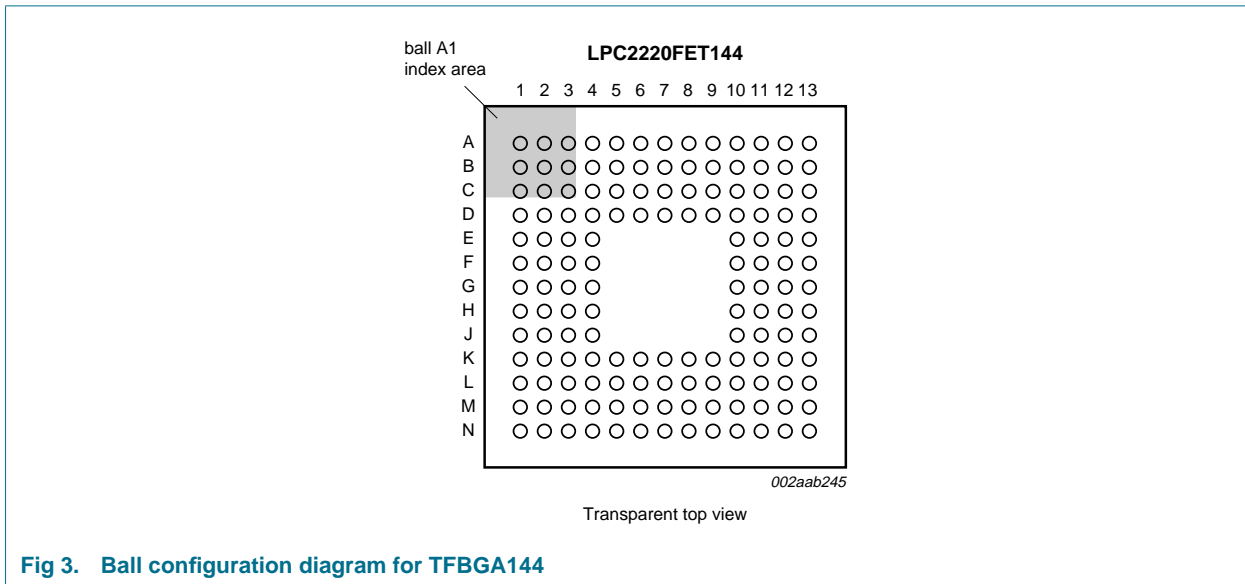 ball A1
index area
LPC2220FET144
1 2 3 4 5 6 7 8 9 10 11 12 13
A
B
C
D
E
F
G
H
J
K
L
M
N
002aab245
Transparent top view
Fig 3. Ball configuration diagram for TFBGA144